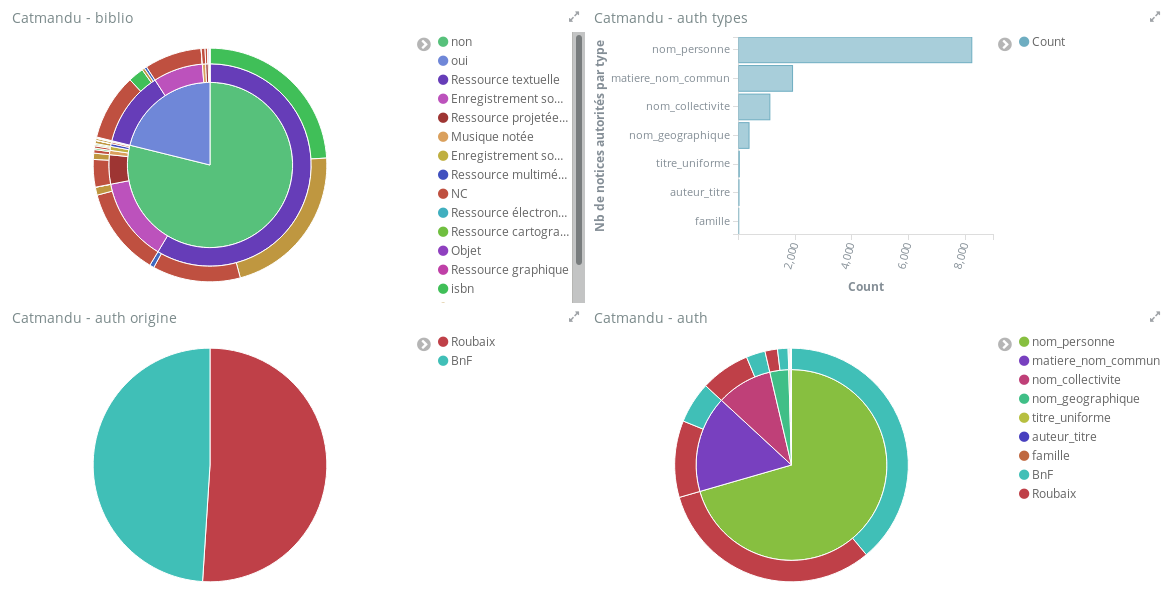 Catmandu - biblio
non
oui
Ressource textuelle
Enregistrement so...
Ressource projetée...
Musique notée
Enregistrement so...
Ressource multimé...
NC
Ressource électron...
Ressource cartogra...
Objet
Ressource graphique
isbn
Catmandu - auth types
Nb de notices autorités par type
nom_personne
matiere_nom_commun
nom_collectivite
nom_geographique
titre_uniforme
auteur_titre
famille
2,000
4,000
6,000
8,000
Count
Count
Catmandu - auth origine
Roubaix
BnF
Catmandu - auth
nom_personne
matiere_nom_commun
nom_collectivite
nom_geographique
titre_uniforme
auteur_titre
famille
BnF
Roubaix